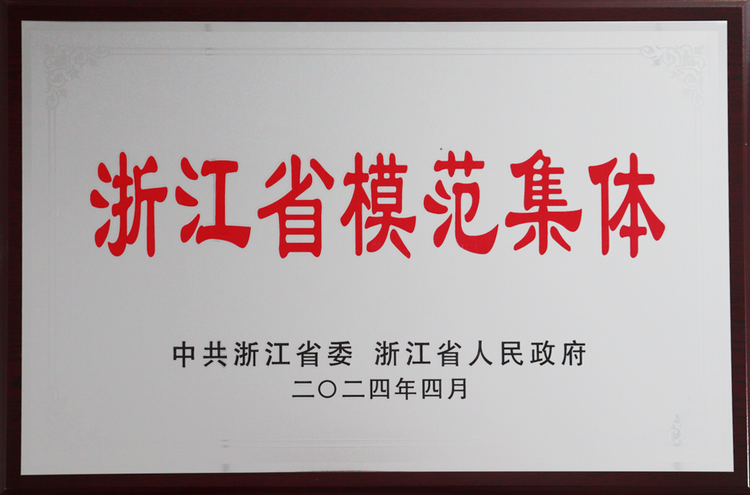 浙江省模范集体
中共浙江省委 浙江省人民政府
二〇二四年四月